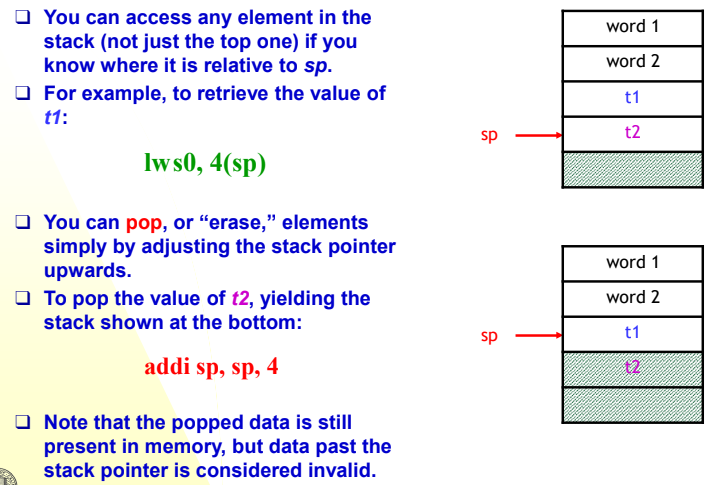 ❑ You can access any element in the
stack (not just the top one) if you
know where it is relative to sp.
❑ For example, to retrieve the value of
t1:
lw s0, 4(sp)
❑ You can pop, or “erase,” elements
simply by adjusting the stack pointer
upwards.
❑ To pop the value of t2, yielding the
stack shown at the bottom:
addi sp, sp, 4
❑ Note that the popped data is still
present in memory, but data past the
stack pointer is considered invalid.
word 1
word 2
t1
sp
t2
word 1
word 2
sp
t1
t2